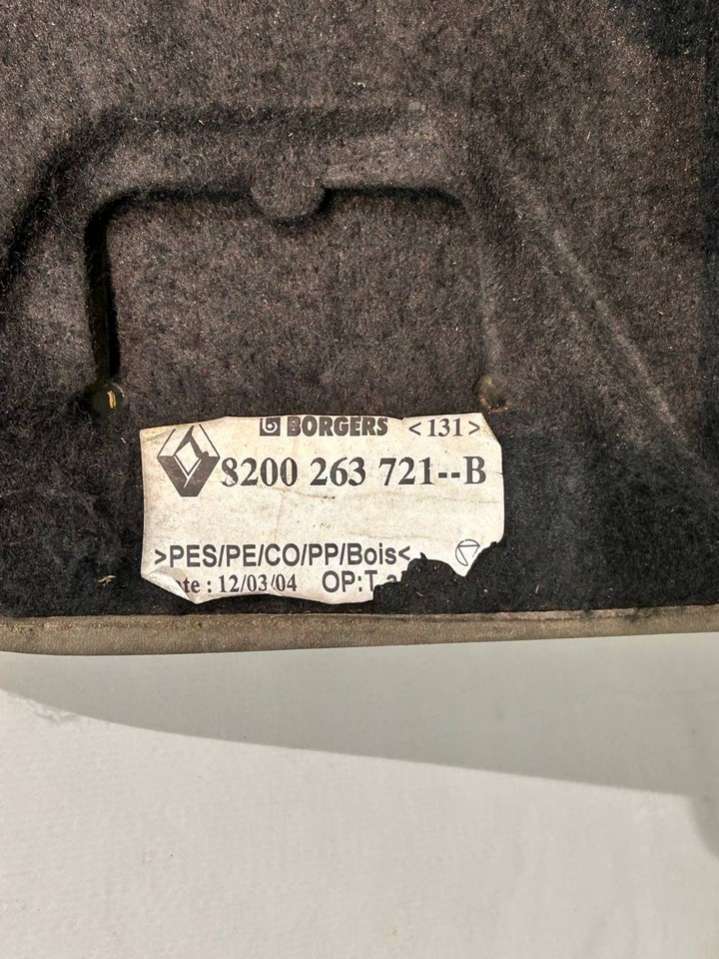 BORGERS <131>
8200 263 721--B
>PES/PE/CO/PP/Bois<
te : 12/03/04 OP:T